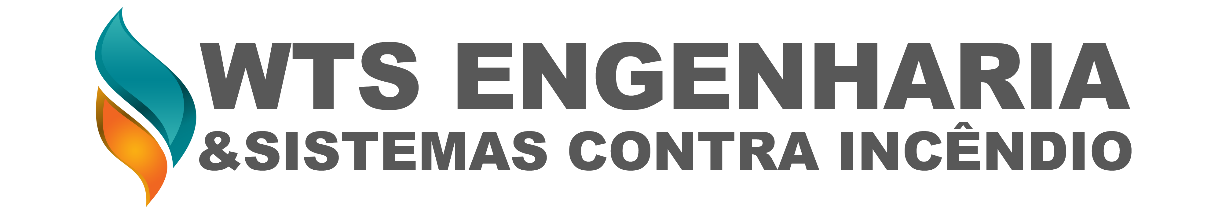 WTS ENGENHARIA
&SISTEMAS CONTRA INCÊNDIO